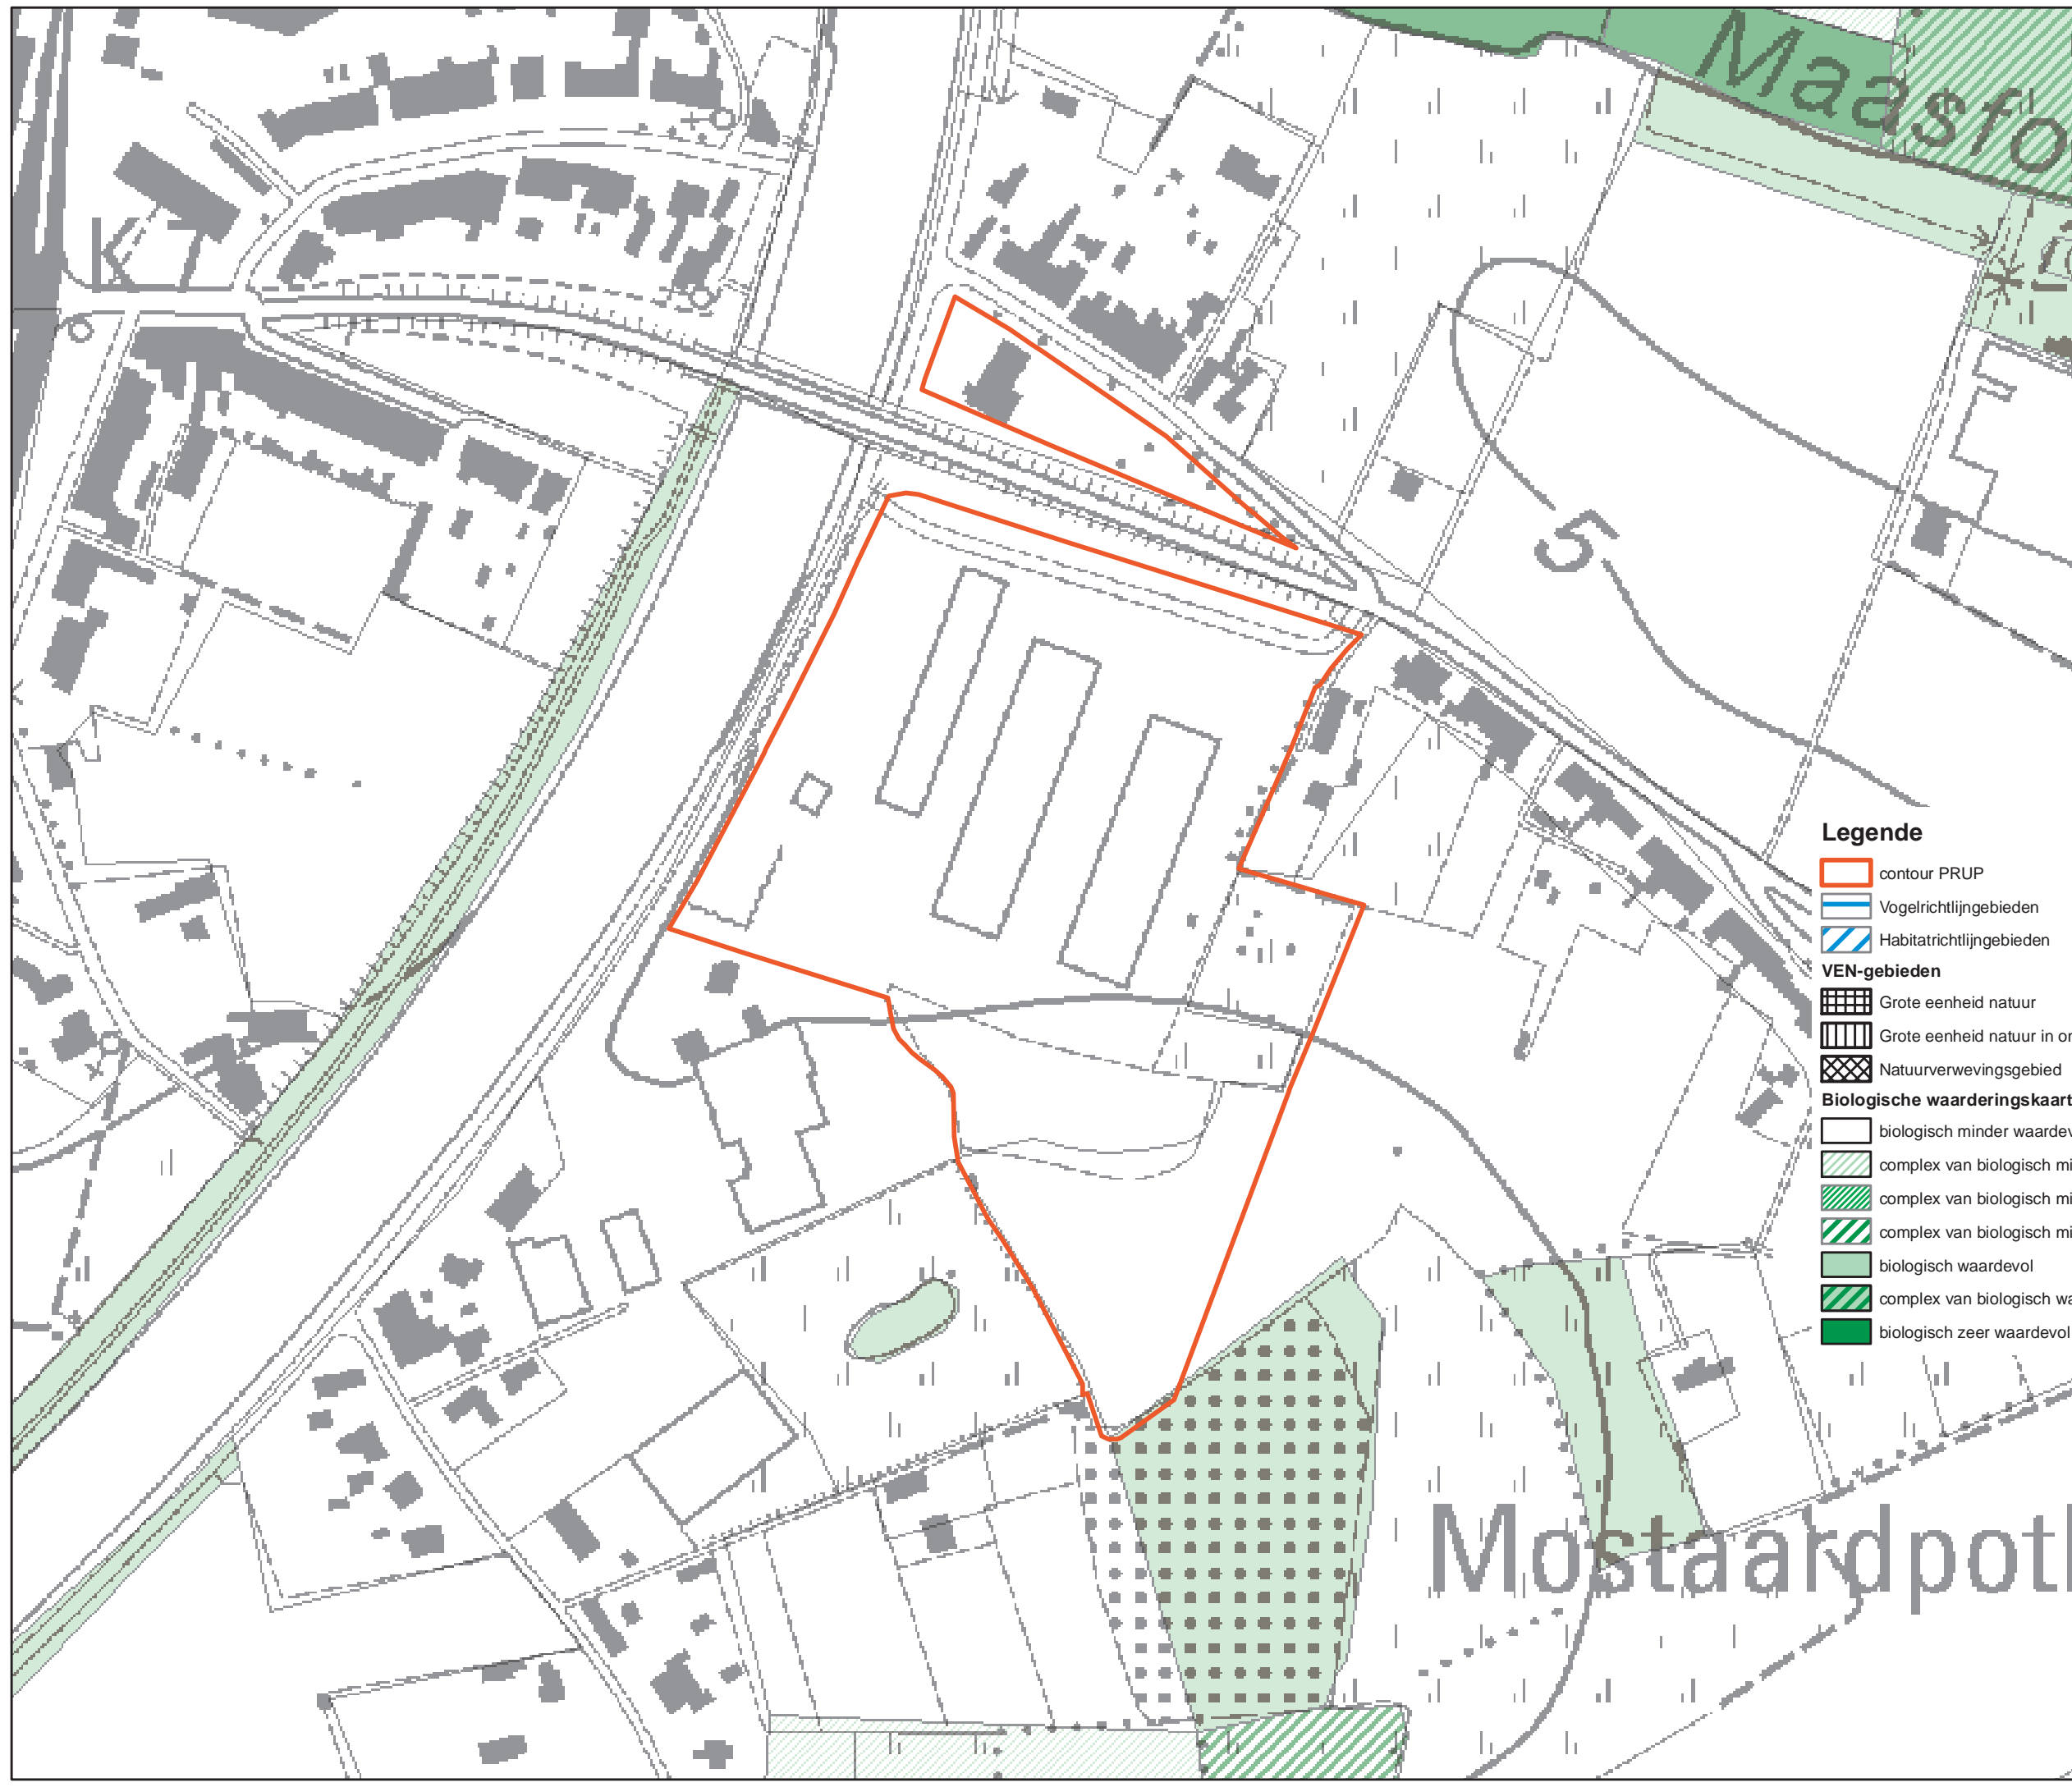 Maasfo
K
5
Legende
contour PRUP
Vogelrichtlijngebieden
Habitatrichtlijngebieden
VEN-gebieden
Grote eenheid natuur
Grote eenheid natuur in o
Natuurverwevingsgebied
Biologische waarderingskaart
biologisch minder waardev
complex van biologisch mi
complex van biologisch mi
complex van biologisch mi
biologisch waardevol
complex van biologisch wa
biologisch zeer waardevol
Mostaardpot